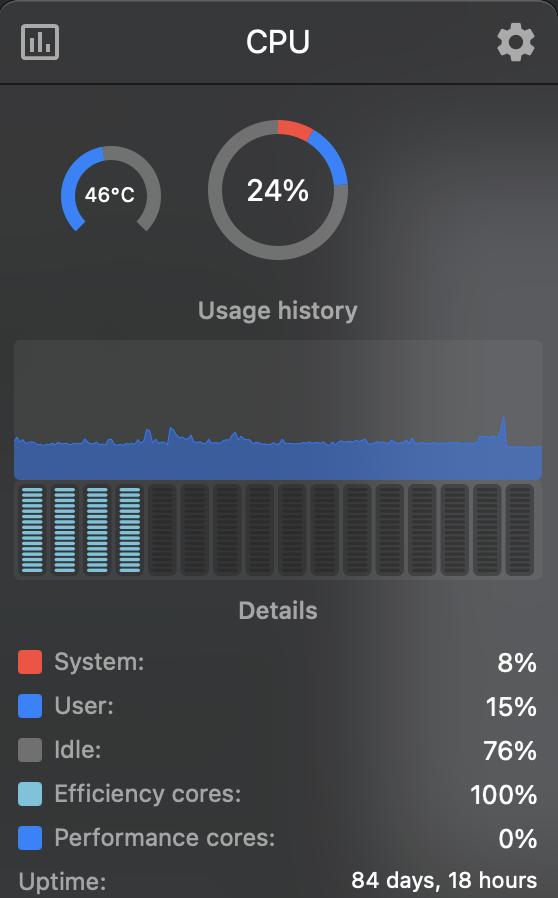 CPU
46°C
24%
Usage history
Details
System: 8%
User: 15%
Idle: 76%
Efficiency cores: 100%
Performance cores: 0%
Uptime: 84 days, 18 hours